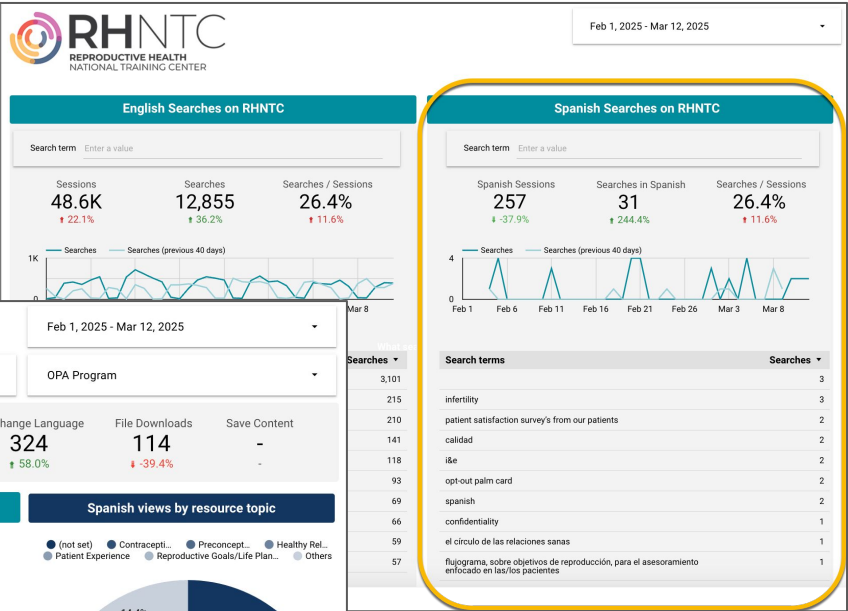 RHNTC
REPRODUCTIVE HEALTH
NATIONAL TRAINING CENTER
Feb 1, 2025 - Mar 12, 2025
English Searches on RHNTC
Search term Enter a value
Sessions Searches Searches / Sessions
48.6K 12,855 26.4%
22.1% 36.2% 11.6%
Searches Searches (previous 40 days)
1K
0
Mar 8
Searches
3,101
215
210
141
118
93
69
66
59
57
Spanish Searches on RHNTC
Search term Enter a value
Spanish Sessions Searches in Spanish Searches / Sessions
257 31 26.4%
-37.9% 244.4% 11.6%
Searches Searches (previous 40 days)
4
0
Feb 1 Feb 6 Feb 11 Feb 16 Feb 21 Feb 26 Mar 3 Mar 8
Search terms Searches
3
infertility 3
patient satisfaction survey's from our patients 2
calidad 2
i&e 2
opt-out palm card 2
spanish 2
confidentiality 1
el círculo de las relaciones sanas 1
flujograma, sobre objetivos de reproducción, para el asesoramiento 1
enfocado en las/los pacientes
Feb 1, 2025 - Mar 12, 2025
OPA Program
hange Language File Downloads Save Content
324 114 -
58.0% -39.4% -
Spanish views by resource topic
(not set) Contracepti... Preconcept... Healthy Rel...
Patient Experience Reproductive Goals/Life Plan... Others